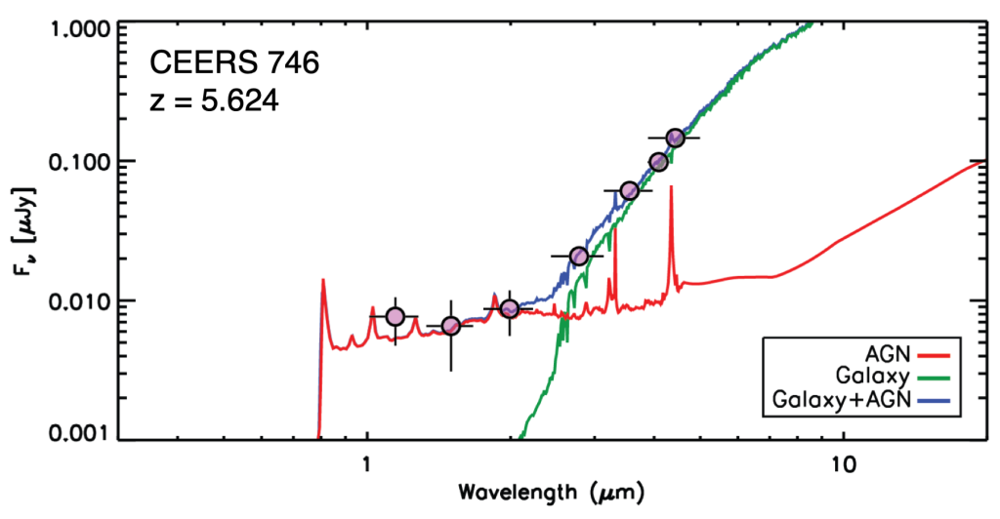 CEERS 746
z = 5.624
1.000
0.100
0.010
0.001
Fν [μJy]
AGN
Galaxy
Galaxy+AGN
1
10
Wavelength (μm)